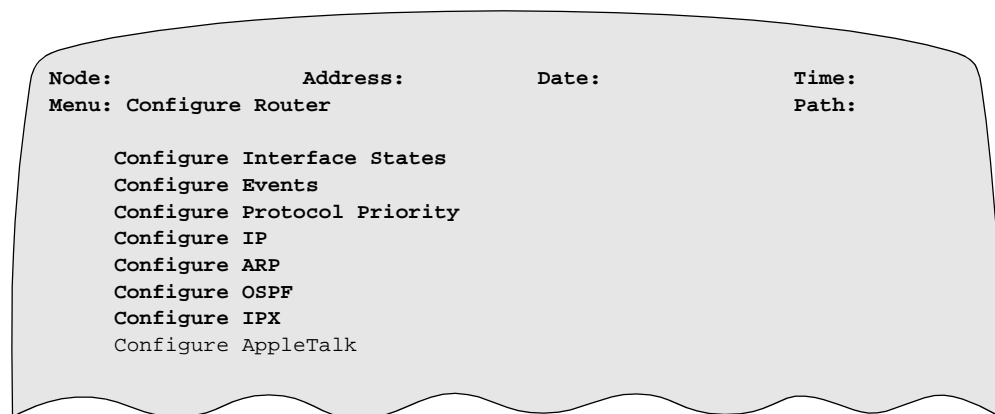 Node: Address: Date: Time:
Menu: Configure Router Path:
Configure Interface States
Configure Events
Configure Protocol Priority
Configure IP
Configure ARP
Configure OSPF
Configure IPX
Configure AppleTalk